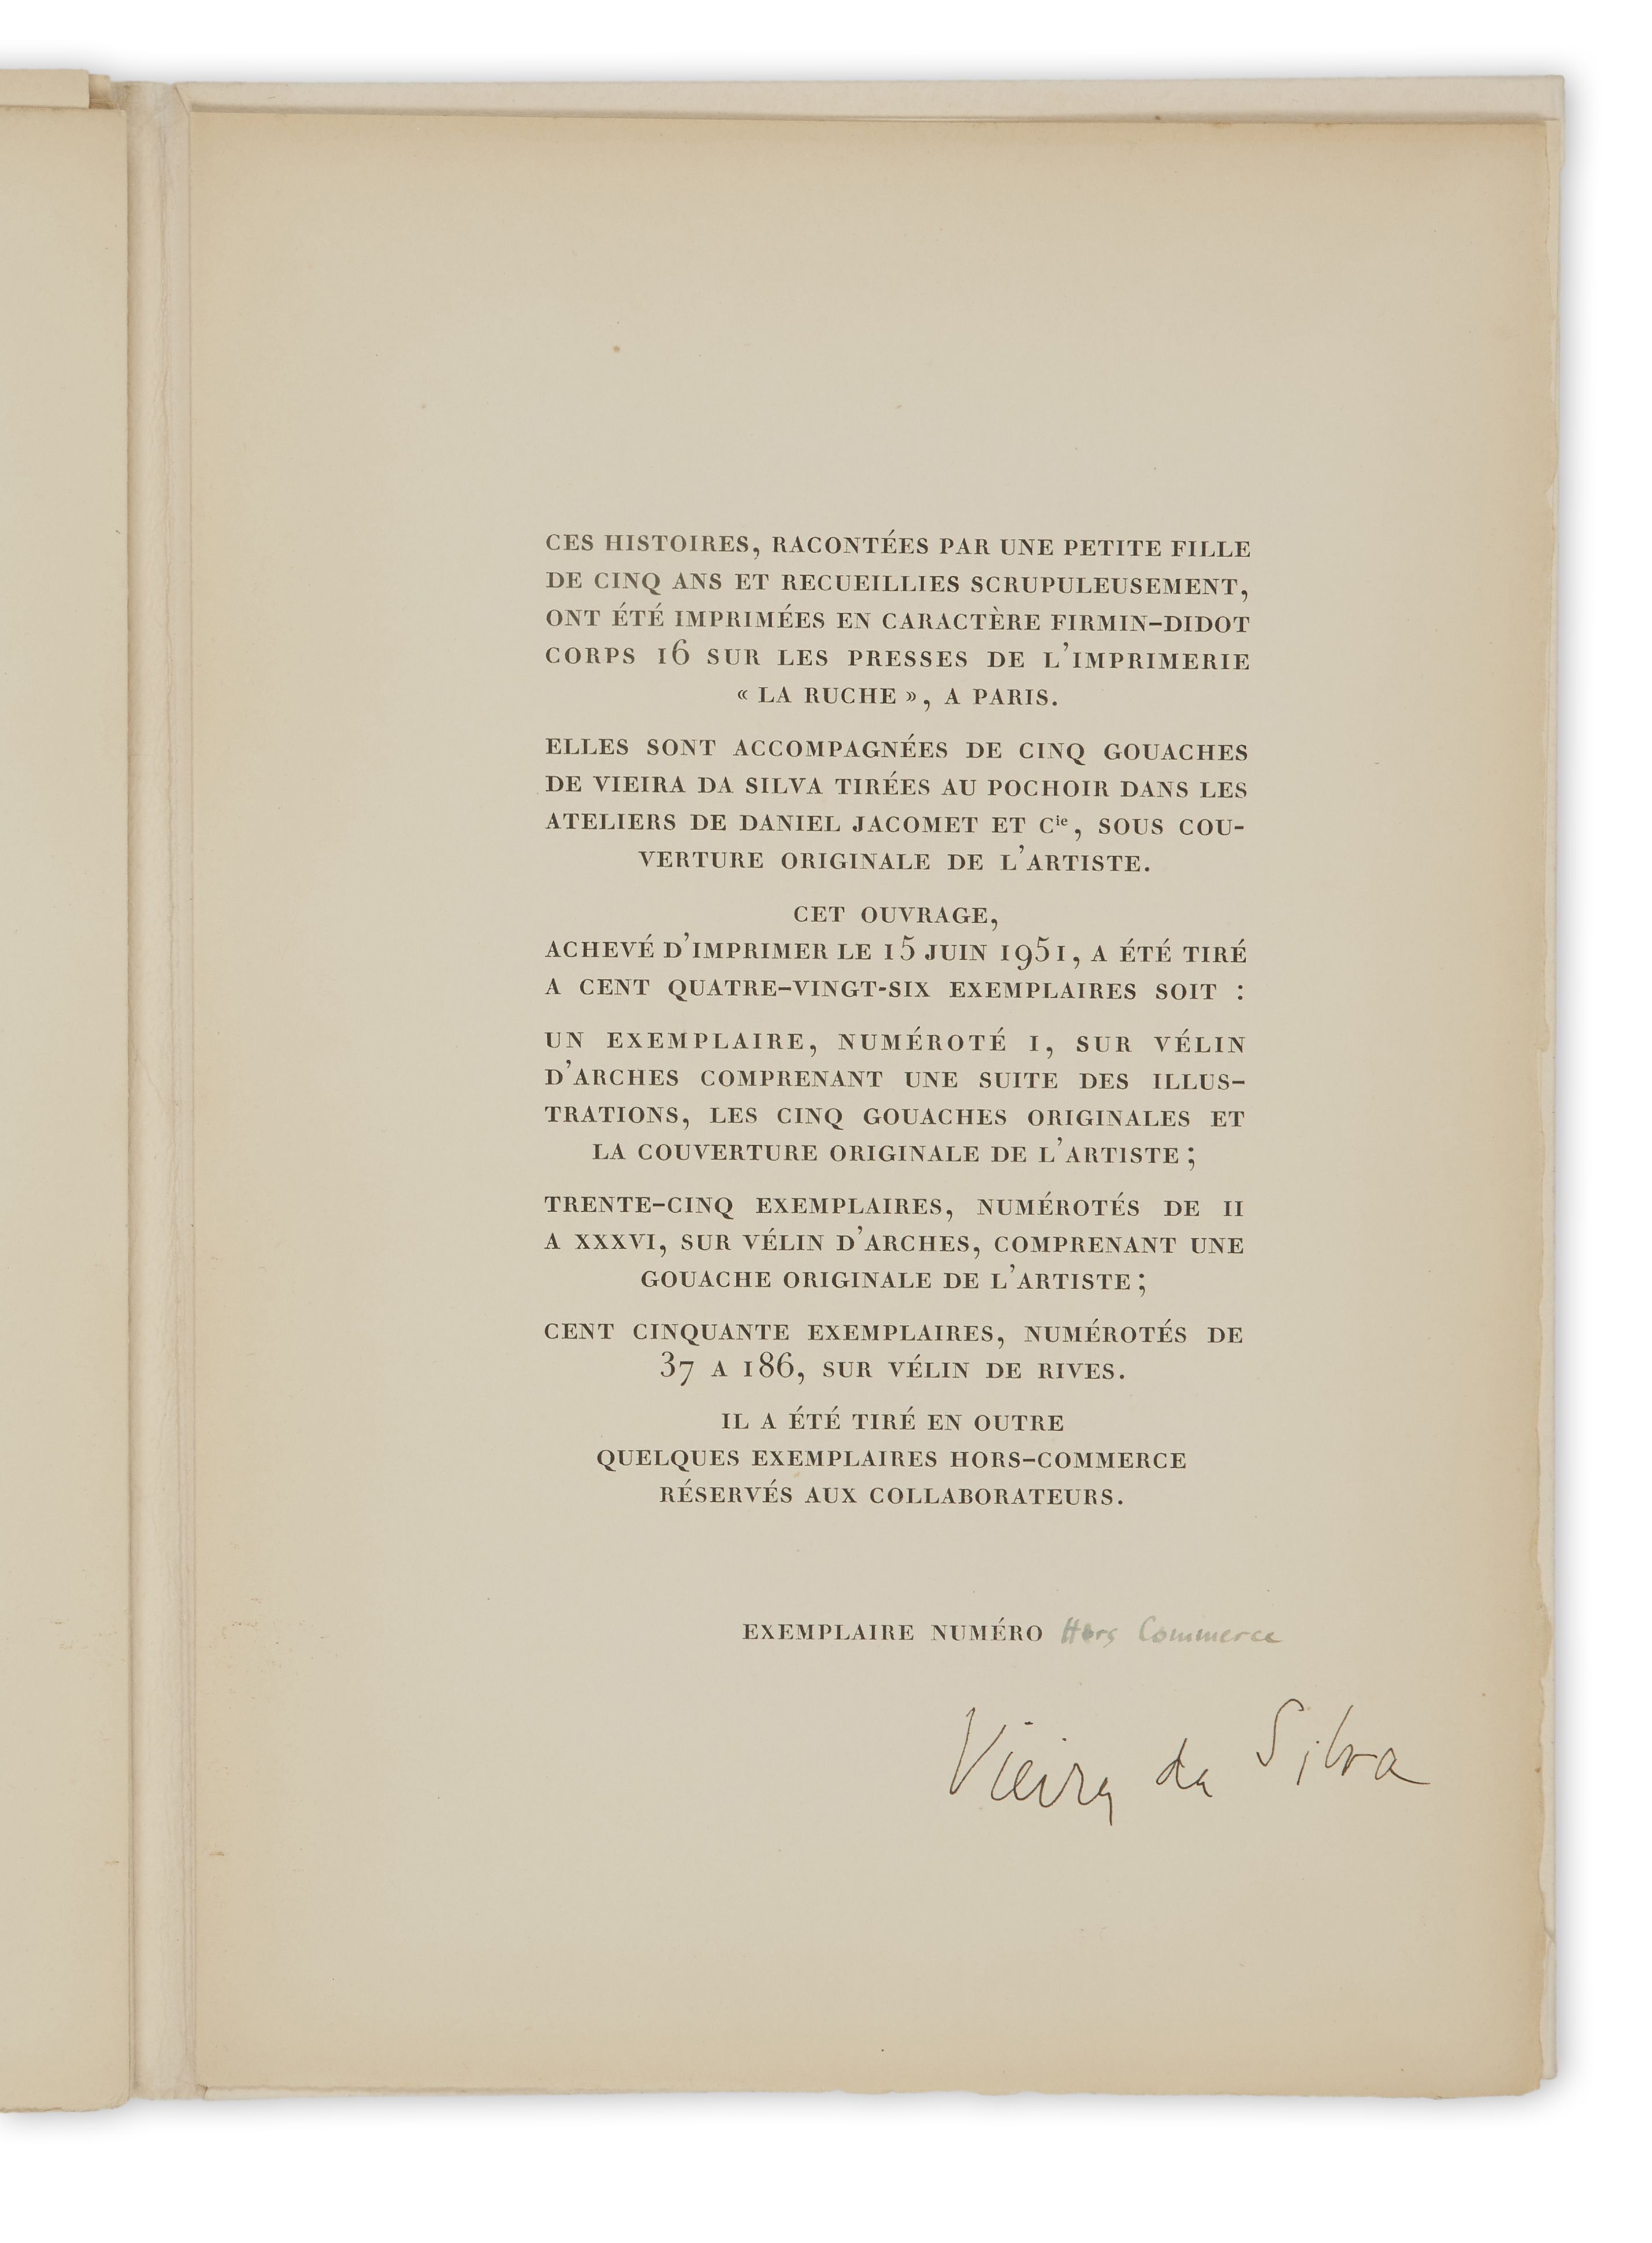 CES HISTOIRES, RACONTÉES PAR UNE PETITE FILLE
DE CINQ ANS ET RECUEILLIES SCRUPULEUSEMENT,
ONT ÉTÉ IMPRIMÉES EN CARACTÈRE FIRMIN-DIDOT
CORPS 16 SUR LES PRESSES DE L'IMPRIMERIE
« LA RUCHE », A PARIS.
ELLES SONT ACCOMPAGNÉES DE CINQ GOUACHES
DE VIEIRA DA SILVA TIRÉES AU POCHOIR DANS LES
ATELIERS DE DANIEL JACOMET ET Cie, SOUS COU-
VERTURE ORIGINALE DE L'ARTISTE.
CET OUVRAGE,
ACHEVÉ D'IMPRIMER LE 15 JUIN 1951, A ÉTÉ TIRÉ
A CENT QUATRE-VINGT-SIX EXEMPLAIRES SOIT :
UN EXEMPLAIRE, NUMÉROTÉ I, SUR VÉLIN
D'ARCHES COMPRENANT UNE SUITE DES ILLUS-
TRATIONS, LES CINQ GOUACHES ORIGINALES ET
LA COUVERTURE ORIGINALE DE L'ARTISTE ;
TRENTE-CINQ EXEMPLAIRES, NUMÉROTÉS DE II
A XXXVI, SUR VÉLIN D'ARCHES, COMPRENANT UNE
GOUACHE ORIGINALE DE L'ARTISTE ;
CENT CINQUANTE EXEMPLAIRES, NUMÉROTÉS DE
37 A 186, SUR VÉLIN DE RIVES.
IL A ÉTÉ TIRÉ EN OUTRE
QUELQUES EXEMPLAIRES HORS-COMMERCE
RÉSERVÉS AUX COLLABORATEURS.
EXEMPLAIRE NUMÉRO Hors Commerce
Vieira da Silva